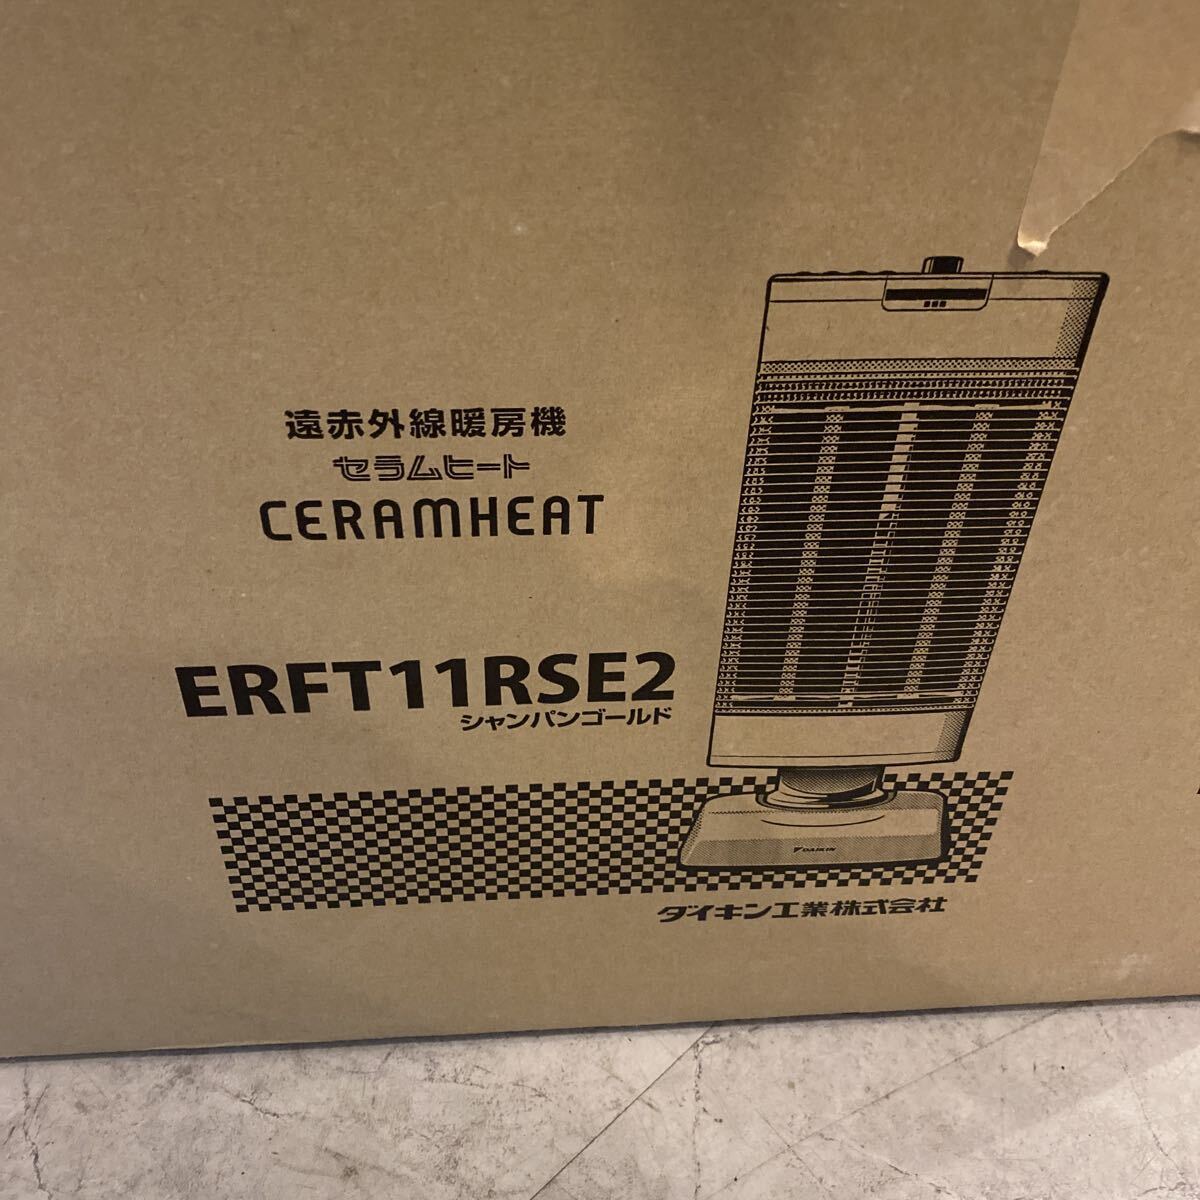 遠赤外線暖房機
セラムヒート
CERAMHEAT
ERFT11RSE2
シャンパンゴールド
DAIKIN
ダイキン工業株式会社